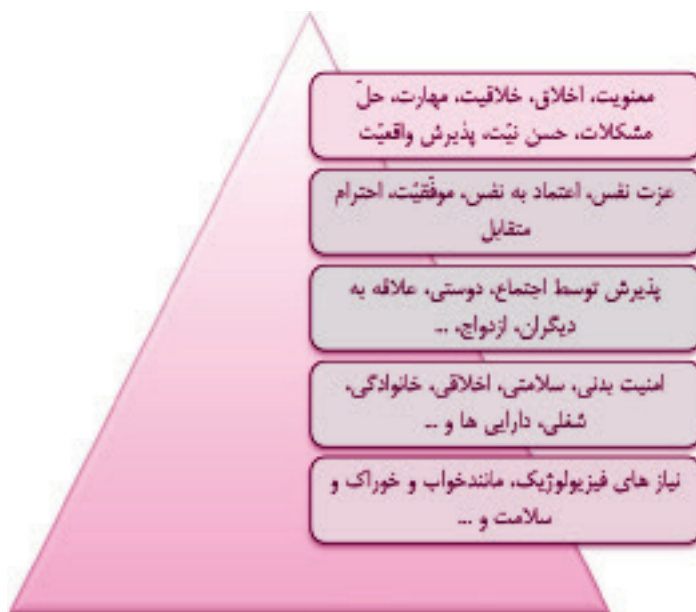 معنویت، اخلاق، خلاقیت، مهارت، حلّ
مشکلات، حسن نیّت، پذیرش واقعیّت
عزت نفس، اعتماد به نفس، موفّقیّت، احترام
متقابل
پذیرش توسط اجتماع، دوستی، علاقه به
دیگران، ازدواج، ...
امنیت بدنی، سلامتی، اخلاقی، خانوادگی،
شغلی، دارایی ها و ...
نیاز های فیزیولوژیک، مانندخواب و خوراک و
سلامت و ...